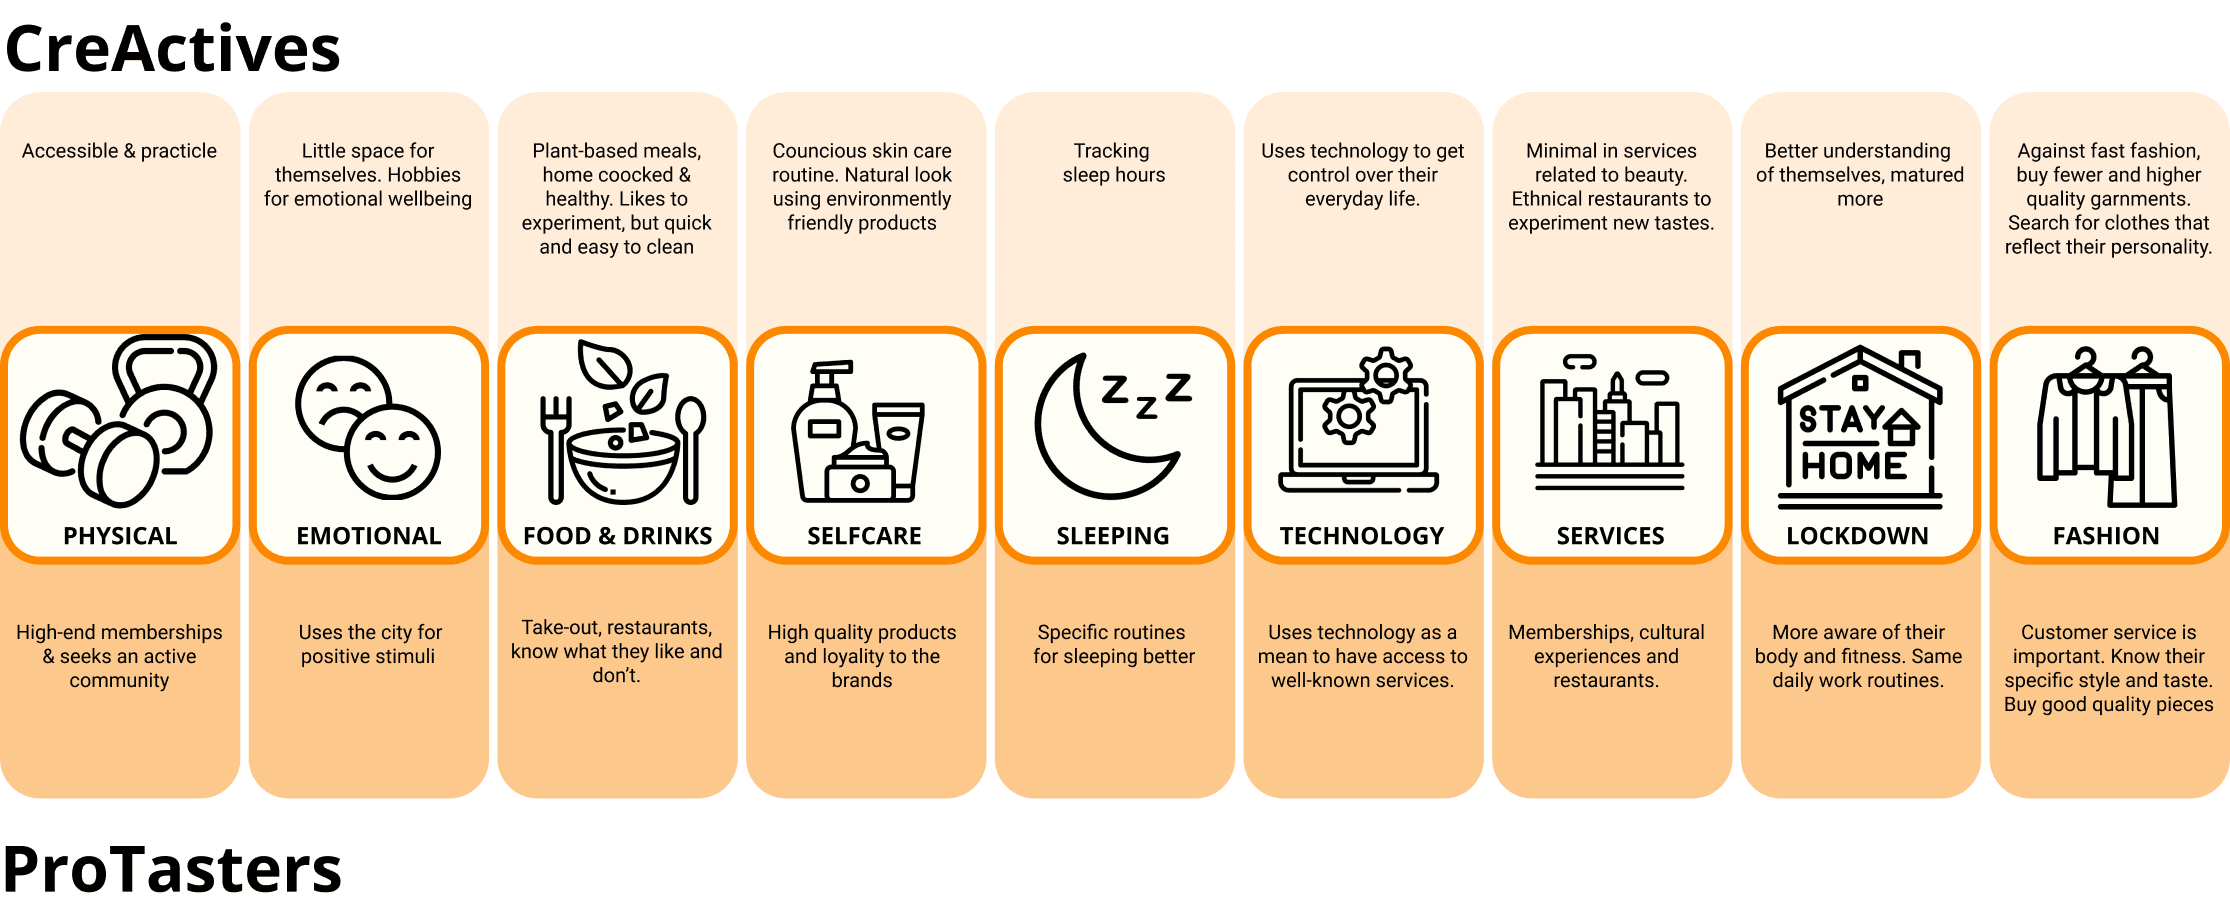 CreActives
Accessible & practicle
Little space for
themselves. Hobbies
for emotional wellbeing
Plant-based meals,
home coocked &
healthy. Likes to
experiment, but quick
and easy to clean
Councious skin care
routine. Natural look
using environmently
friendly products
Tracking
sleep hours
Uses technology to get
control over their
everyday life.
Minimal in services
related to beauty.
Ethnical restaurants to
experiment new tastes.
Better understanding
of themselves, matured
more
Against fast fashion,
buy fewer and higher
quality garnments.
Search for clothes that
reflect their personality.
PHYSICAL
EMOTIONAL
FOOD & DRINKS
SELFCARE
z z z
SLEEPING
TECHNOLOGY
SERVICES
STAY
HOME
LOCKDOWN
FASHION
High-end memberships
& seeks an active
community
Uses the city for
positive stimuli
Take-out, restaurants,
know what they like and
don't.
High quality products
and loyality to the
brands
Specific routines
for sleeping better
Uses technology as a
mean to have access to
well-known services.
Memberships, cultural
experiences and
restaurants.
More aware of their
body and fitness. Same
daily work routines.
Customer service is
important. Know their
specific style and taste.
Buy good quality pieces
ProTasters